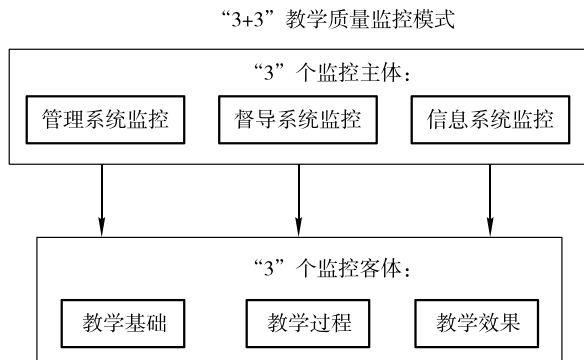 “3+3”教学质量监控模式
“3”个监控主体：
管理系统监控 督导系统监控 信息系统监控
“3”个监控客体：
教学基础 教学过程 教学效果